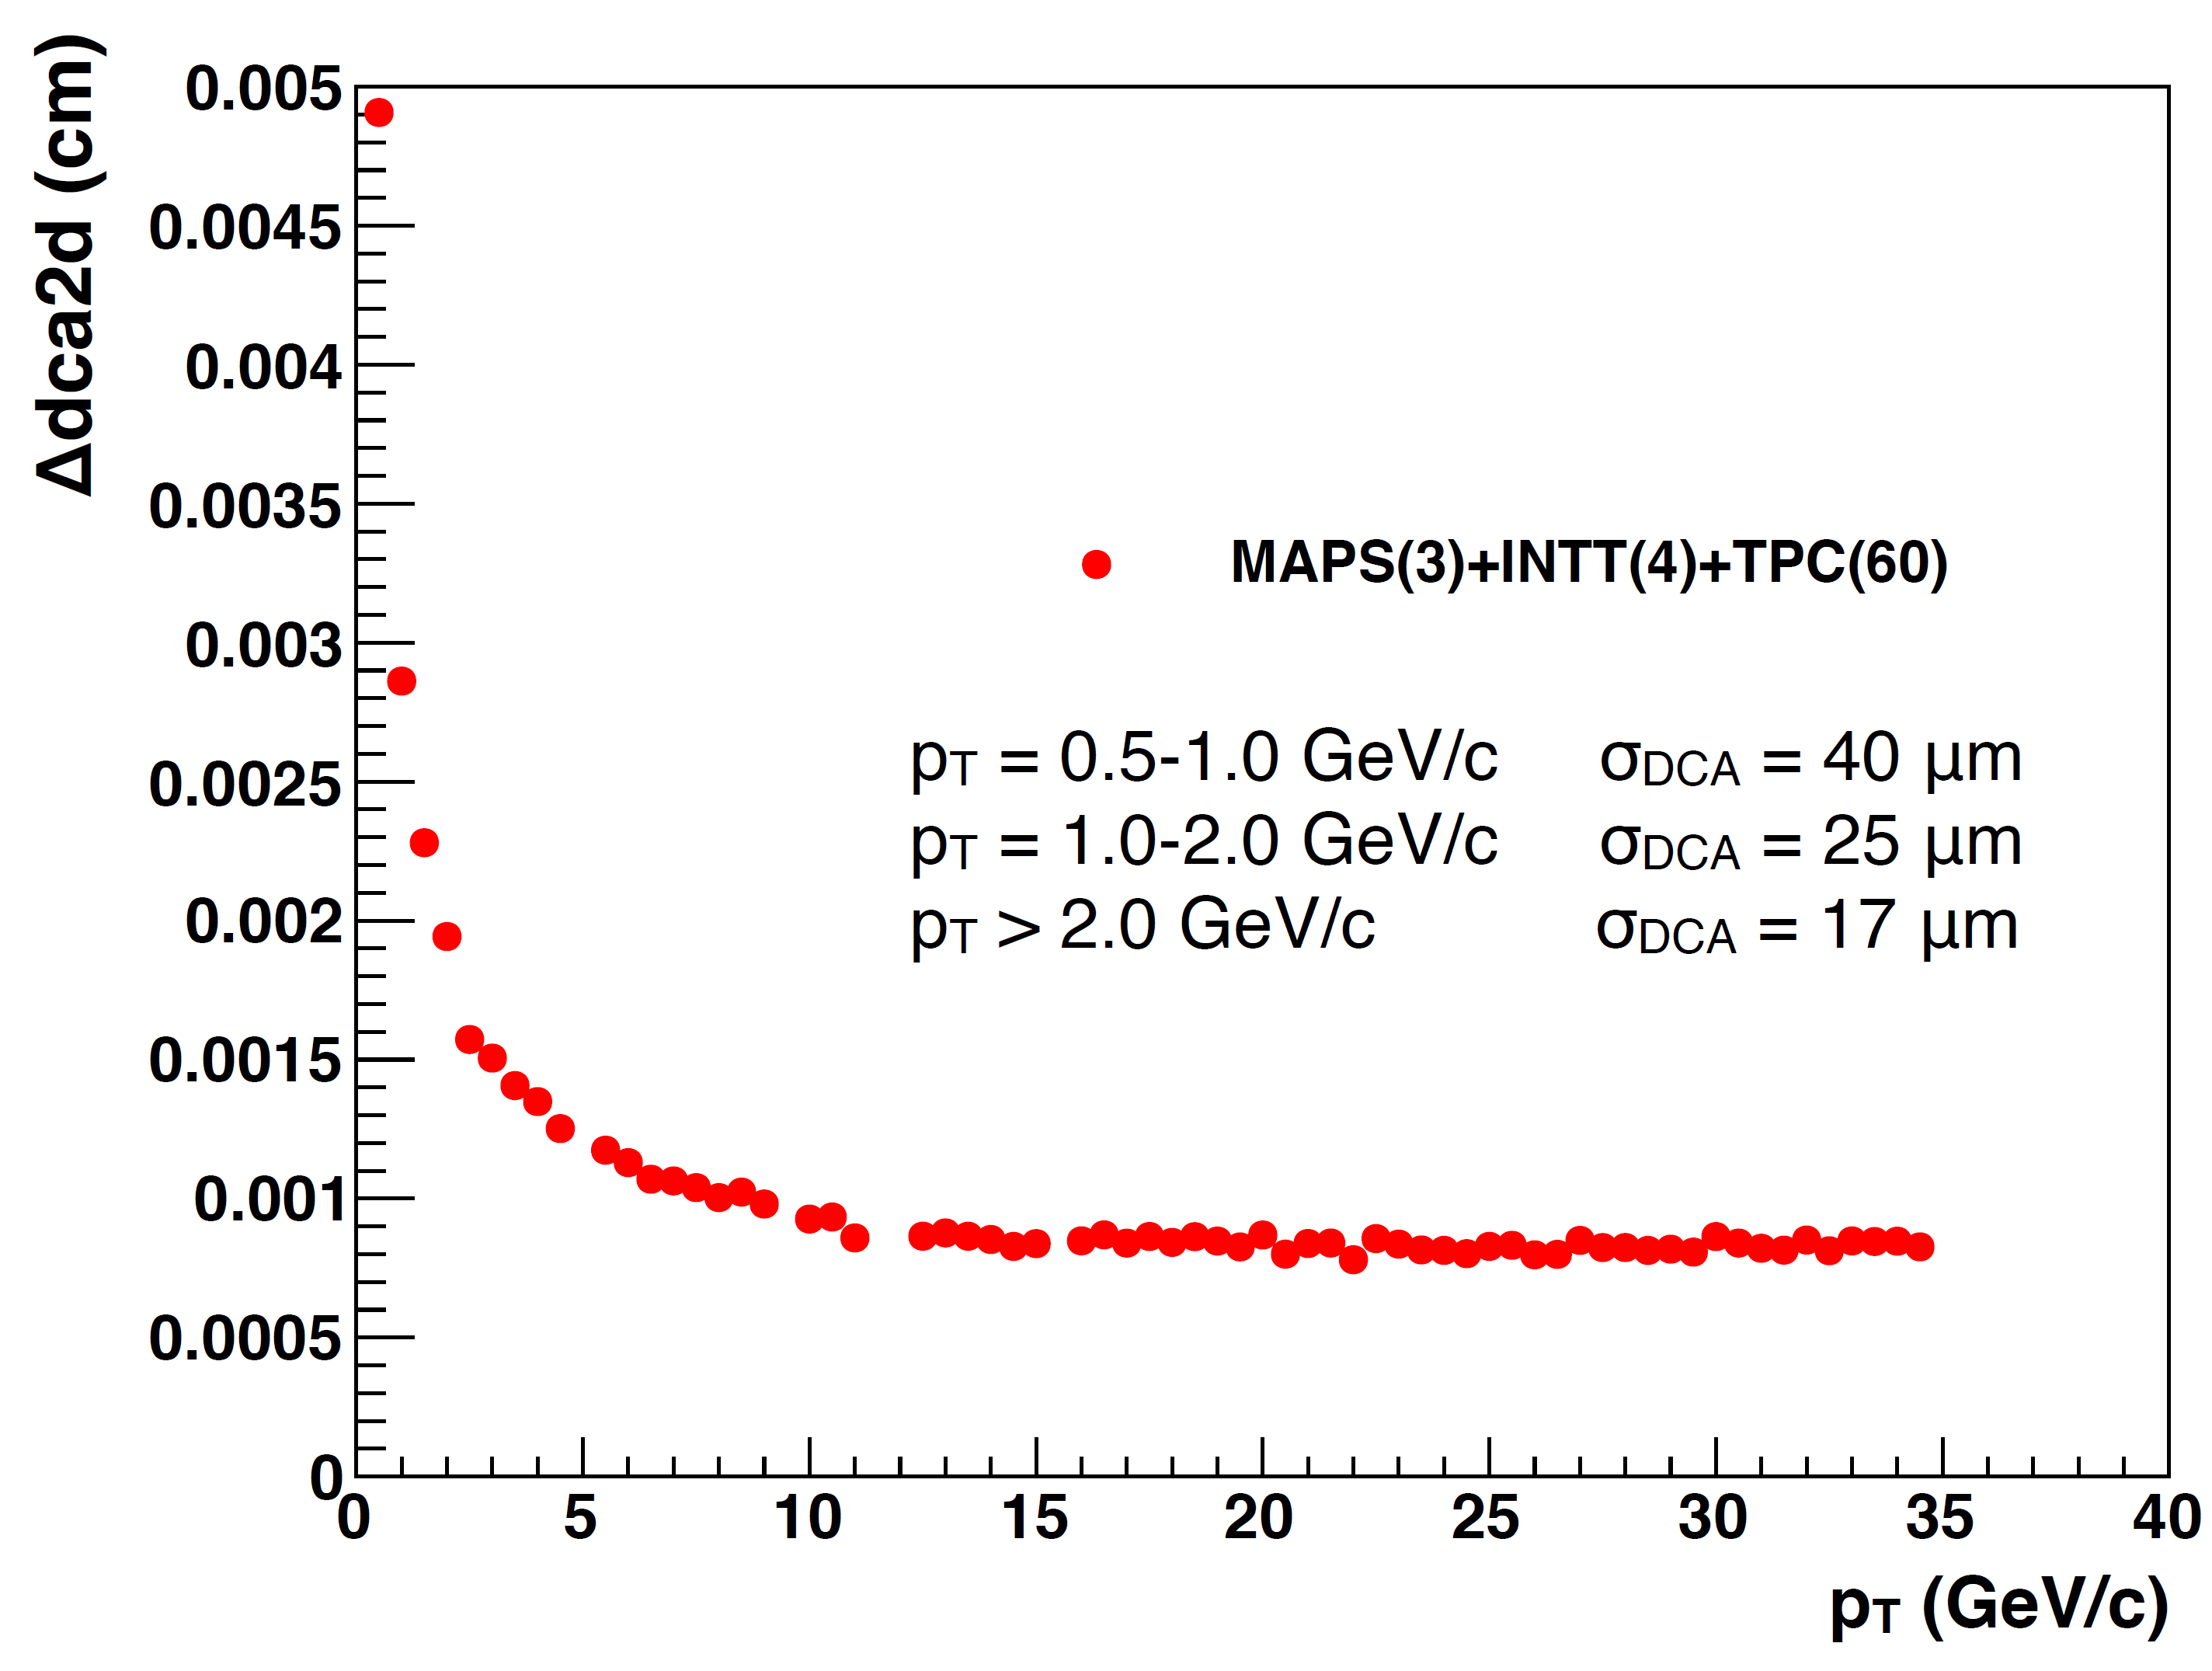 Δdca2d (cm)
0.005
0.0045
0.004
0.0035
0.003
0.0025
0.002
0.0015
0.001
0.0005
0
MAPS(3)+INTT(4)+TPC(60)
pT = 0.5-1.0 GeV/c σDCA = 40 μm
pT = 1.0-2.0 GeV/c σDCA = 25 μm
pT > 2.0 GeV/c σDCA = 17 μm
0 5 10 15 20 25 30 35 40
pT (GeV/c)